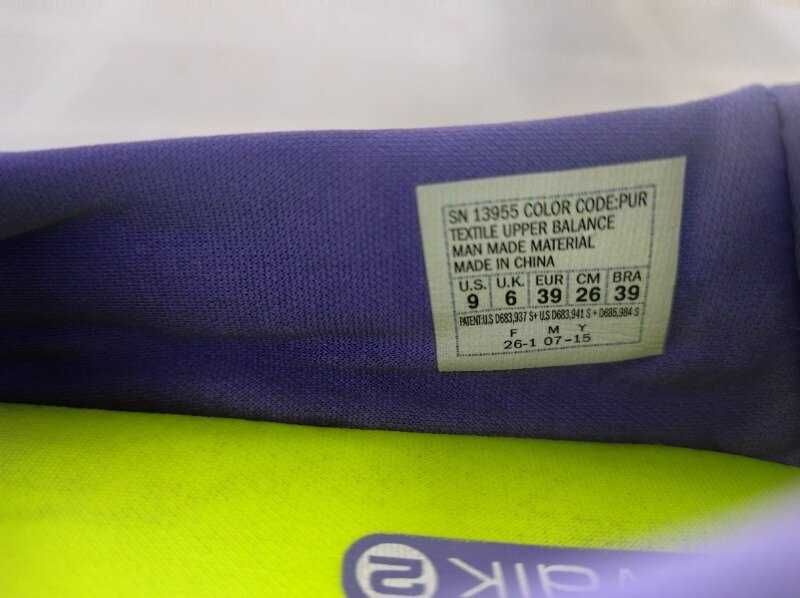 SN 13955 COLOR CODE:PUR
TEXTILE UPPER BALANCE
MAN MADE MATERIAL
MADE IN CHINA
U.S. U.K. EUR CM BRA
9 6 39 26 39
PATENT:U.S D683,937 S+ U.S D683,941 S + D685,984 S
F M Y
26-1 07-15
2